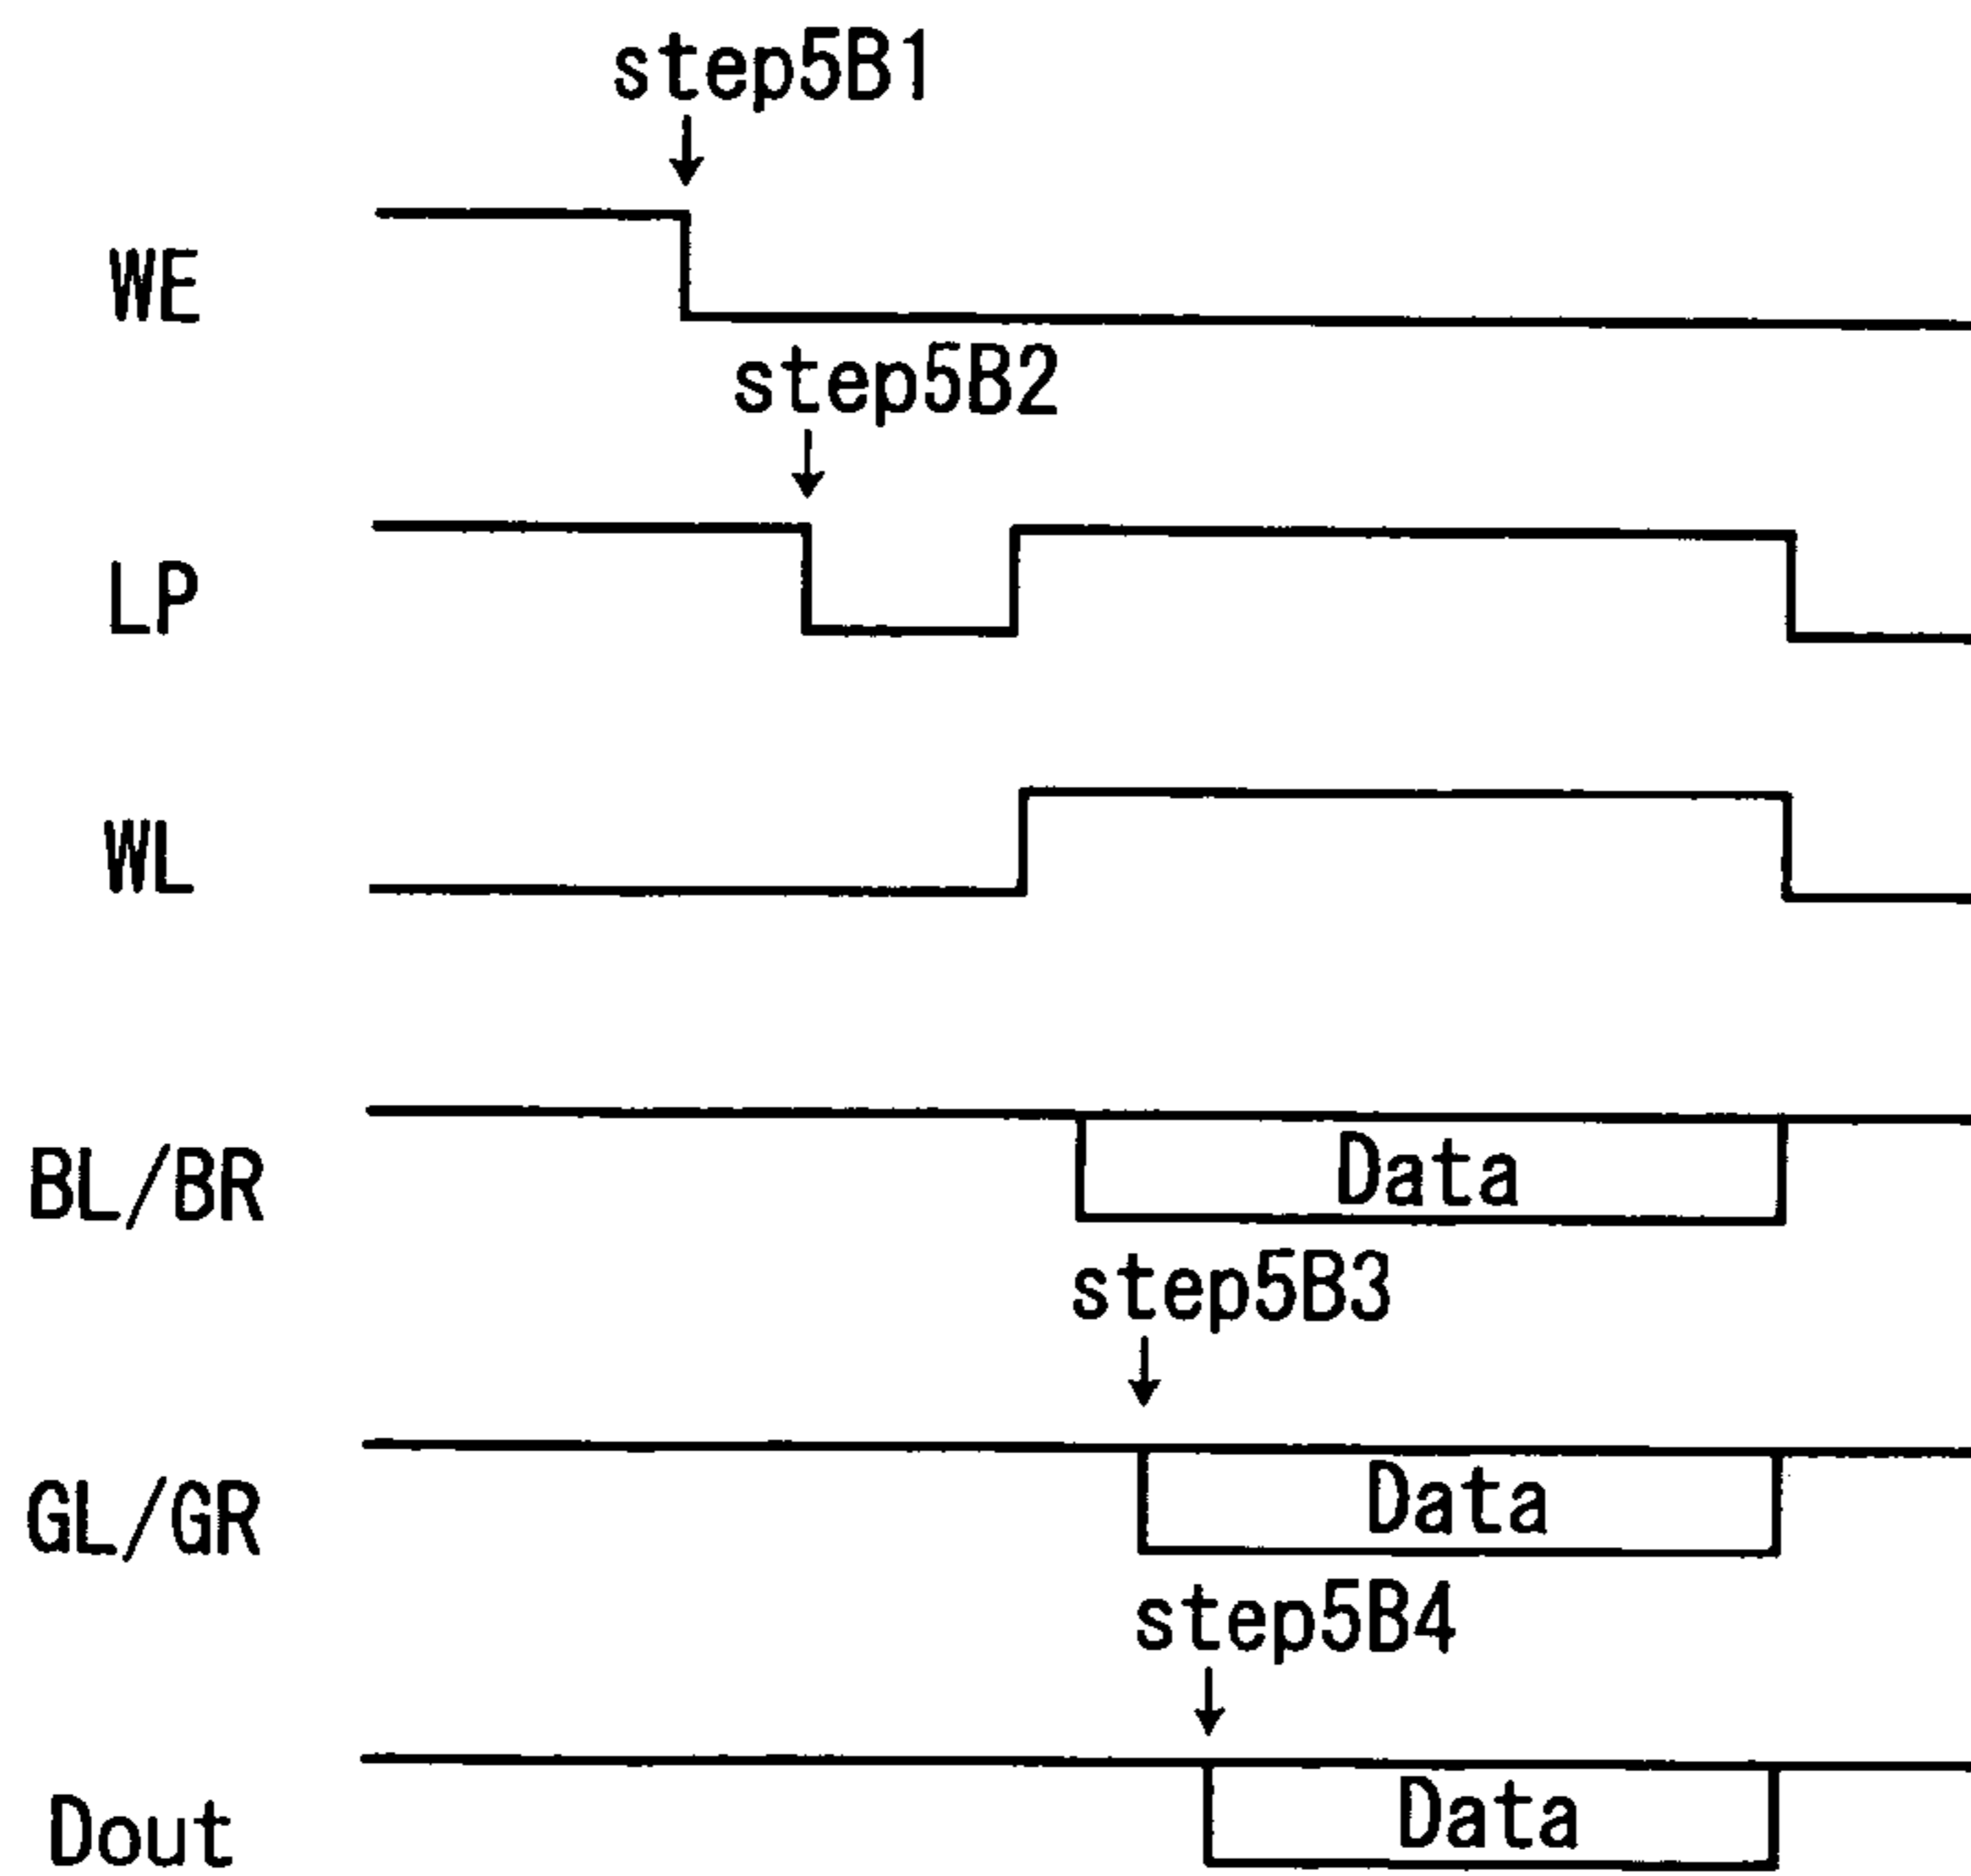 step5B1
WE
step5B2
LP
WL
BL/BR
Data
step5B3
GL/GR
Data
step5B4
Dout
Data